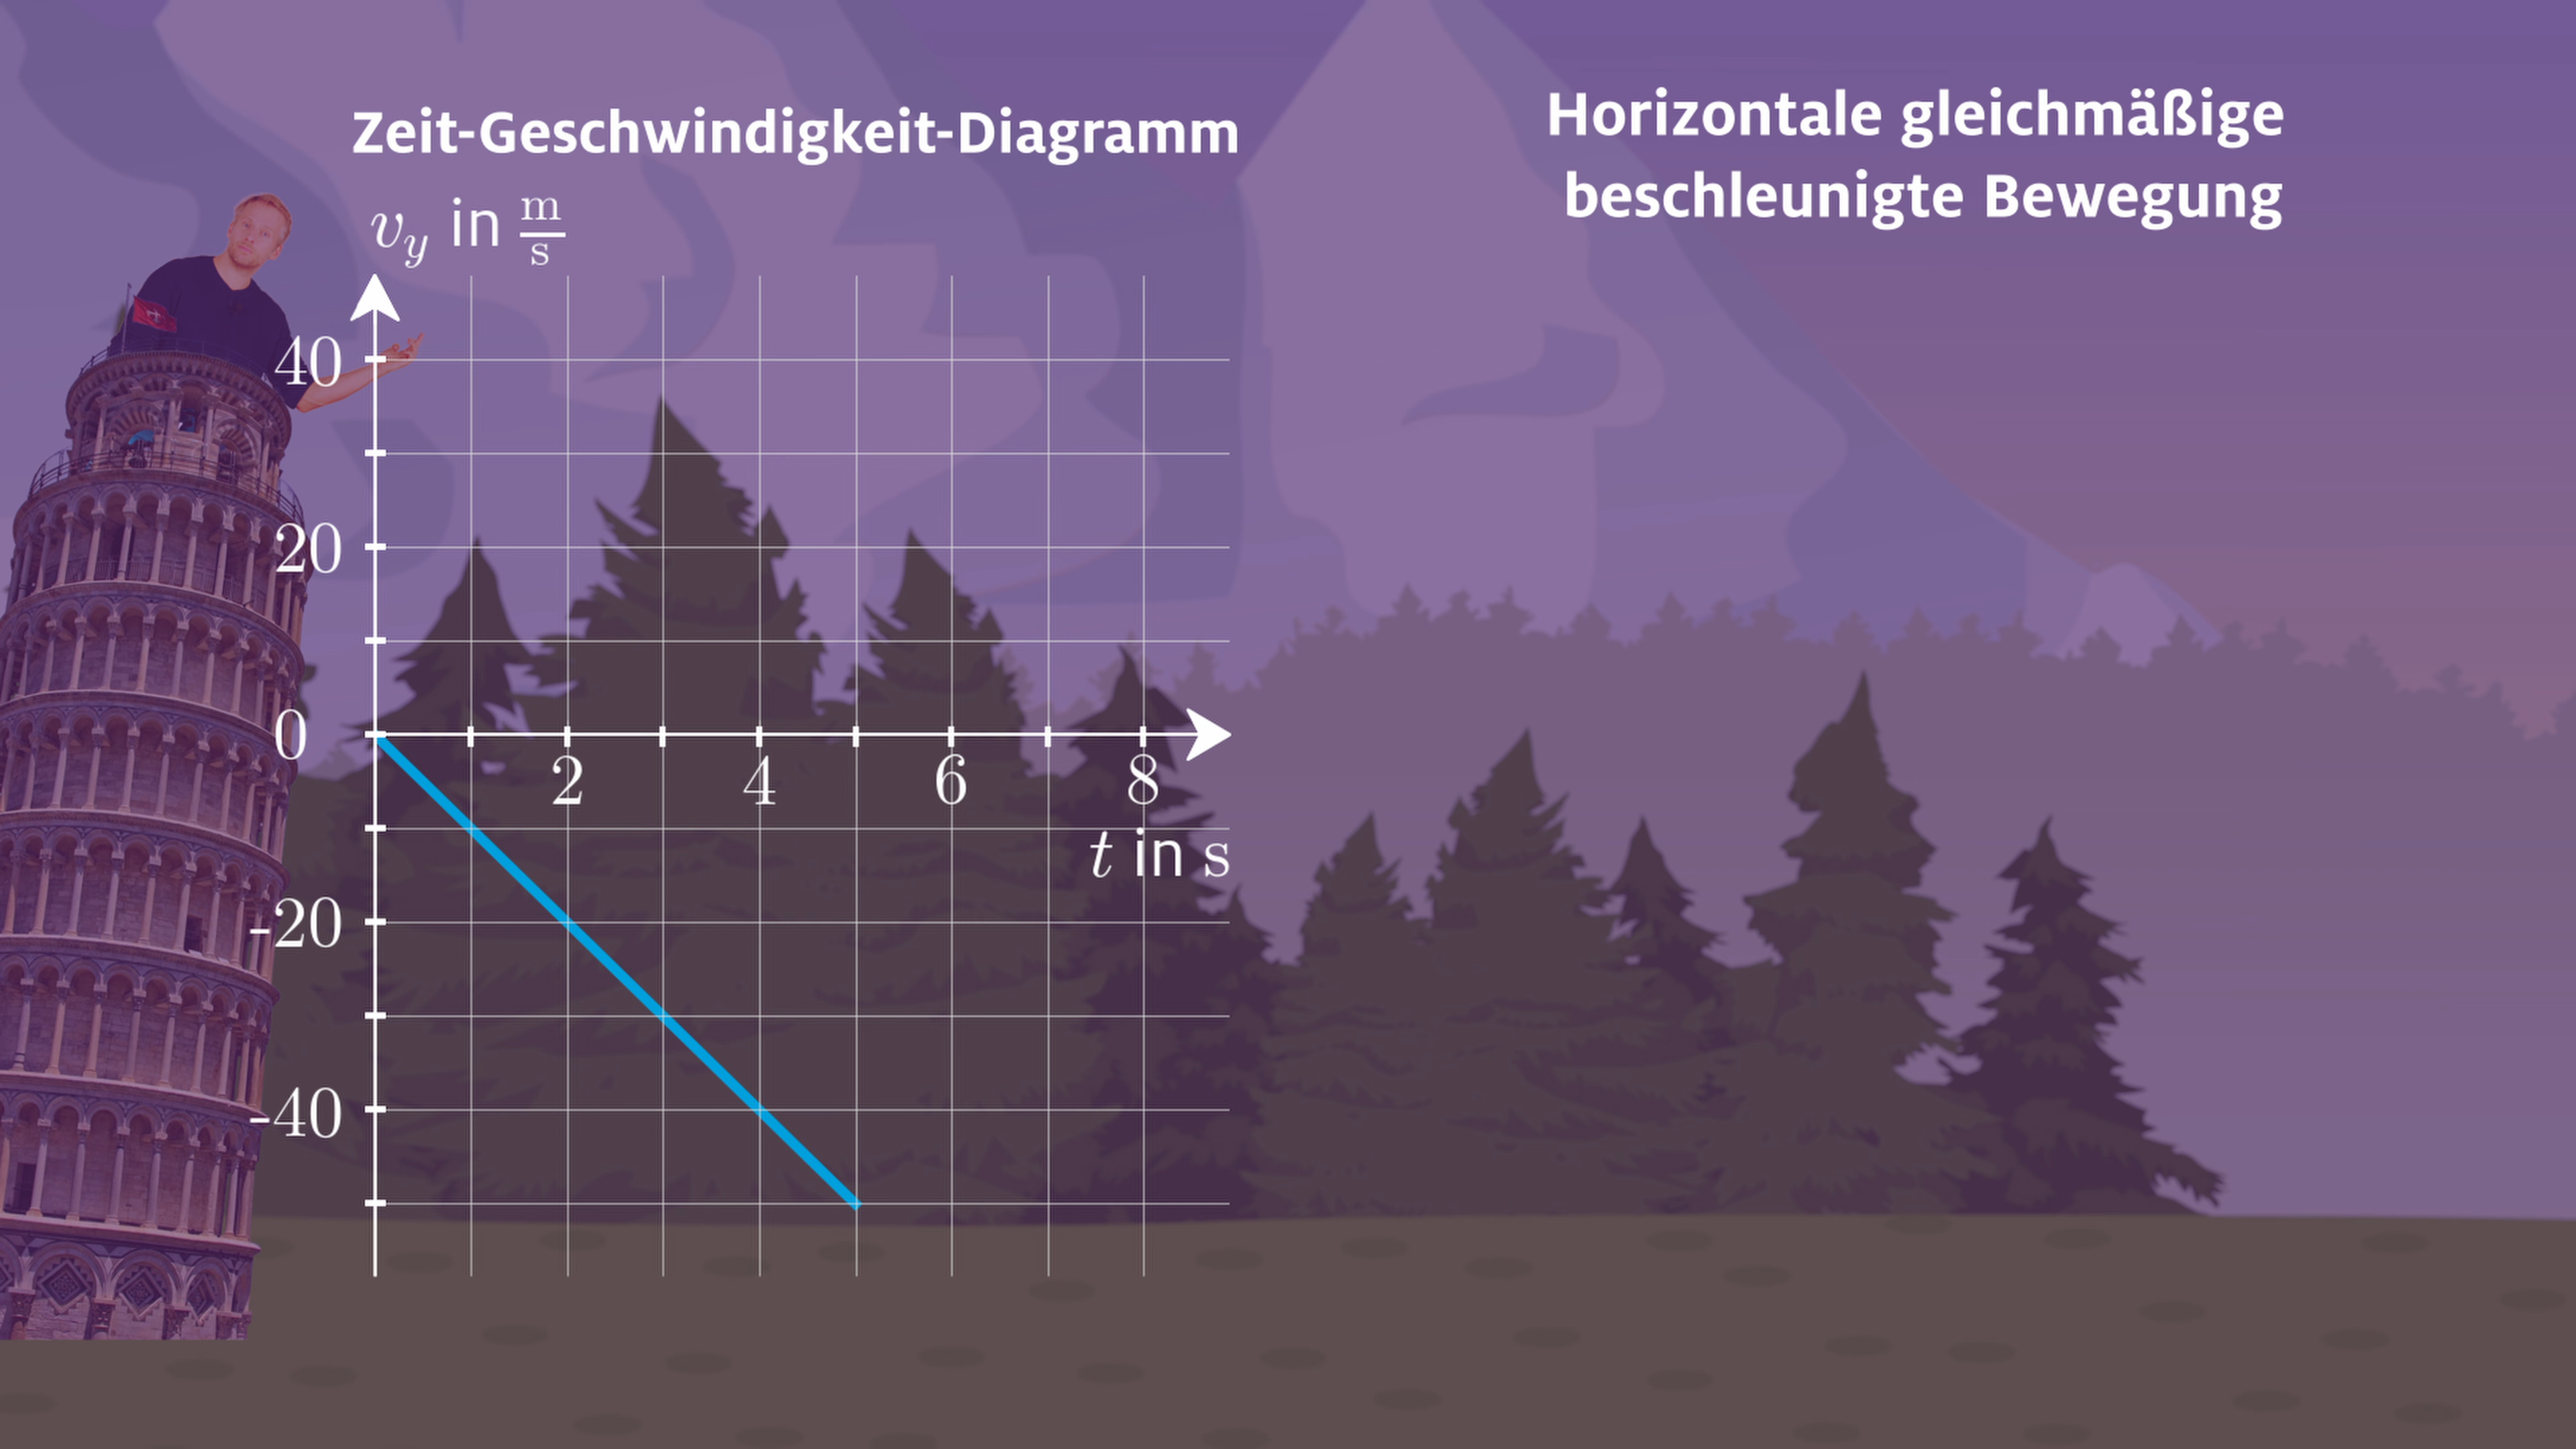 Zeit-Geschwindigkeit-Diagramm
Horizontale gleichmäßige
beschleunigte Bewegung
v_y in m/s
40
20
0
2 4 6 8
t in s
-20
-40